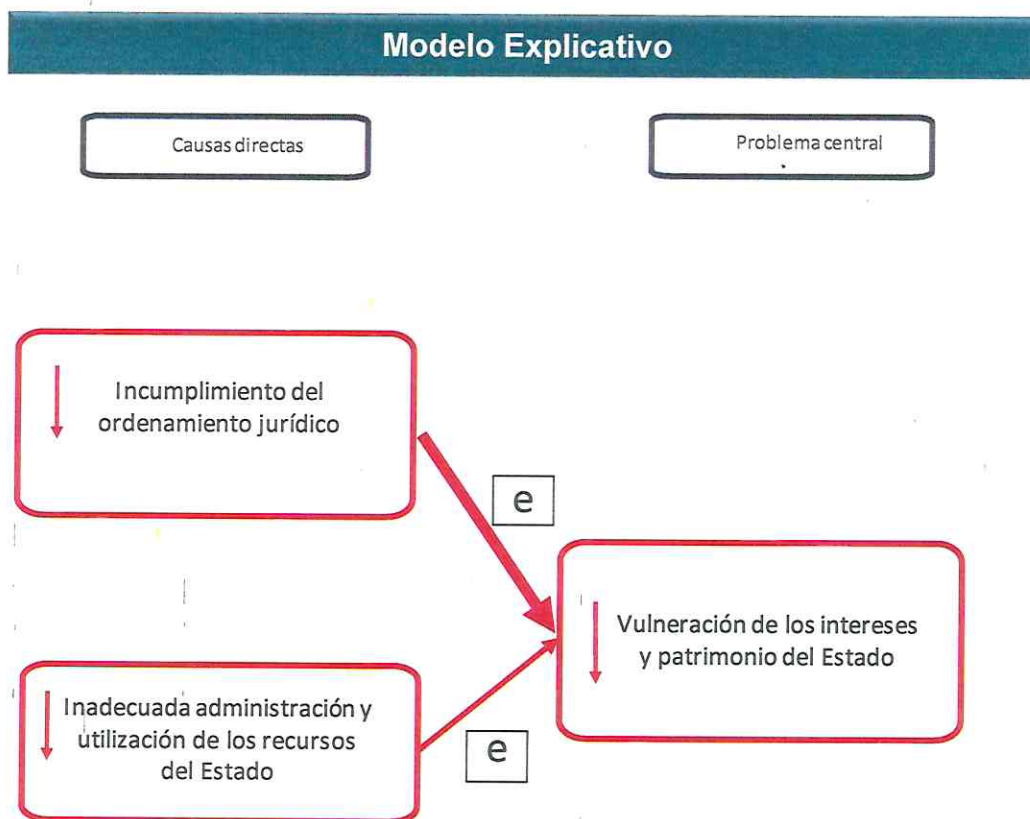 Modelo Explicativo
Causas directas
Problema central
Incumplimiento del
ordenamiento jurídico
e
Vulneración de los intereses
y patrimonio del Estado
Inadecuada administración y
utilización de los recursos
del Estado
e